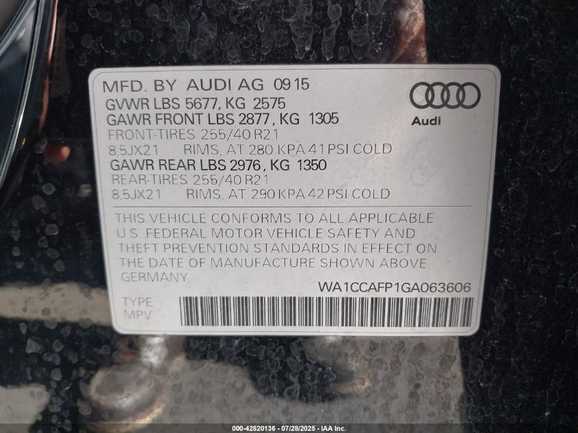 MFD. BY AUDI AG 09 15
GVWR LBS 5677, KG 2575
GAWR FRONT LBS 2877, KG 1305
FRONT-TIRES 255/40 R21
8,5JX21 RIMS, AT 280 KPA 41 PSI COLD
GAWR REAR LBS 2976, KG 1350
REAR-TIRES 255/40 R21
8,5JX21 RIMS, AT 290 KPA 42 PSI COLD
Audi
THIS VEHICLE CONFORMS TO ALL APPLICABLE
U.S. FEDERAL MOTOR VEHICLE SAFETY AND
THEFT PREVENTION STANDARDS IN EFFECT ON
THE DATE OF MANUFACTURE SHOWN ABOVE.
GERMANY.
WA1CCAFP1GA063606
TYPE:
MPV
000-42820136 - 07/28/2025 - IAA Inc.